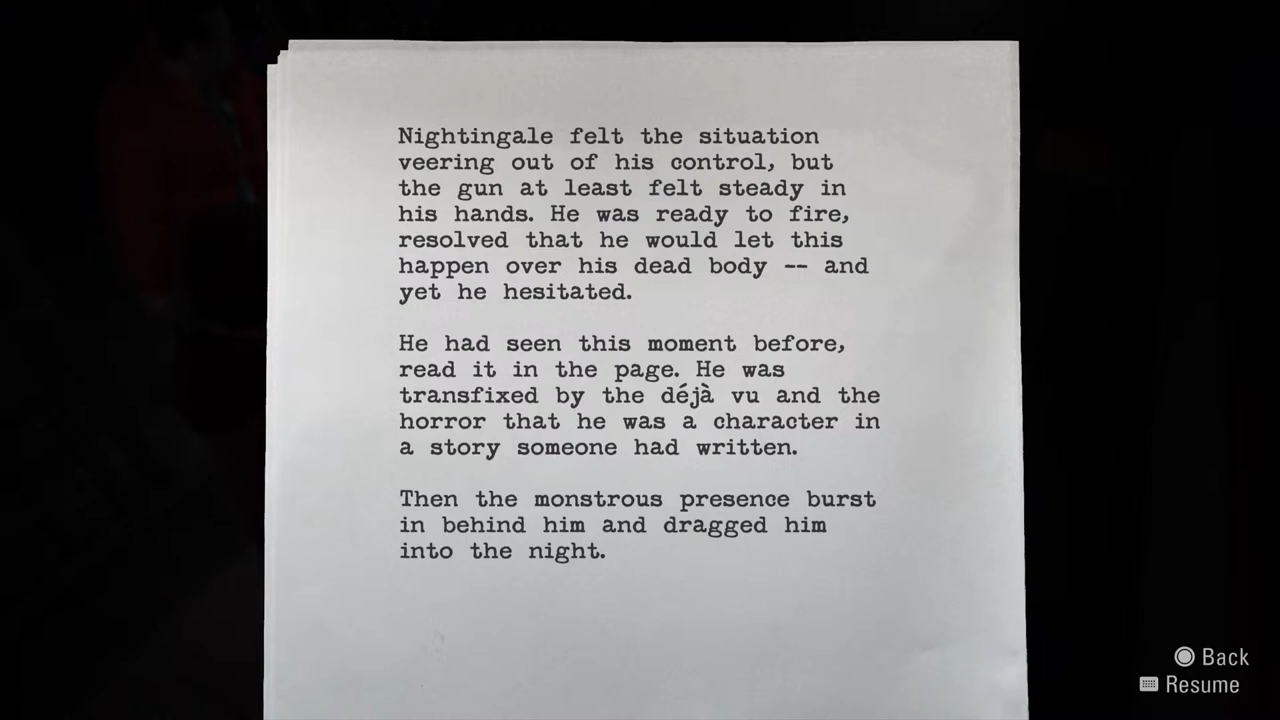 Nightingale felt the situation
veering out of his control, but
the gun at least felt steady in
his hands. He was ready to fire,
resolved that he would let this
happen over his dead body -- and
yet he hesitated.
He had seen this moment before,
read it in the page. He was
transfixed by the déjà vu and the
horror that he was a character in
a story someone had written.
Then the monstrous presence burst
in behind him and dragged him
into the night.
Back
Resume